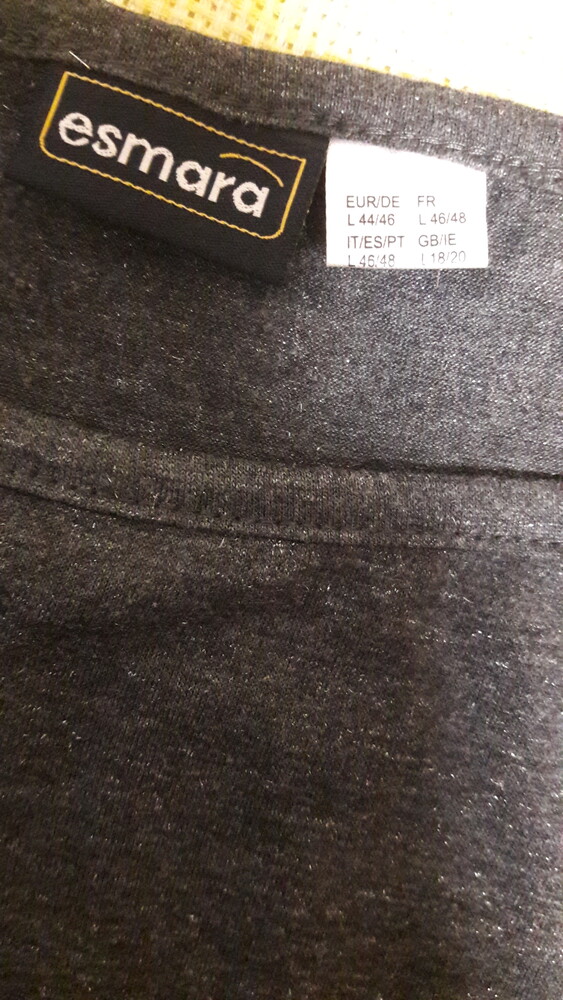 esmara
EUR/DE FR
L 44/46 L 46/48
IT/ES/PT GB/IE
L 46/48 L 18/20